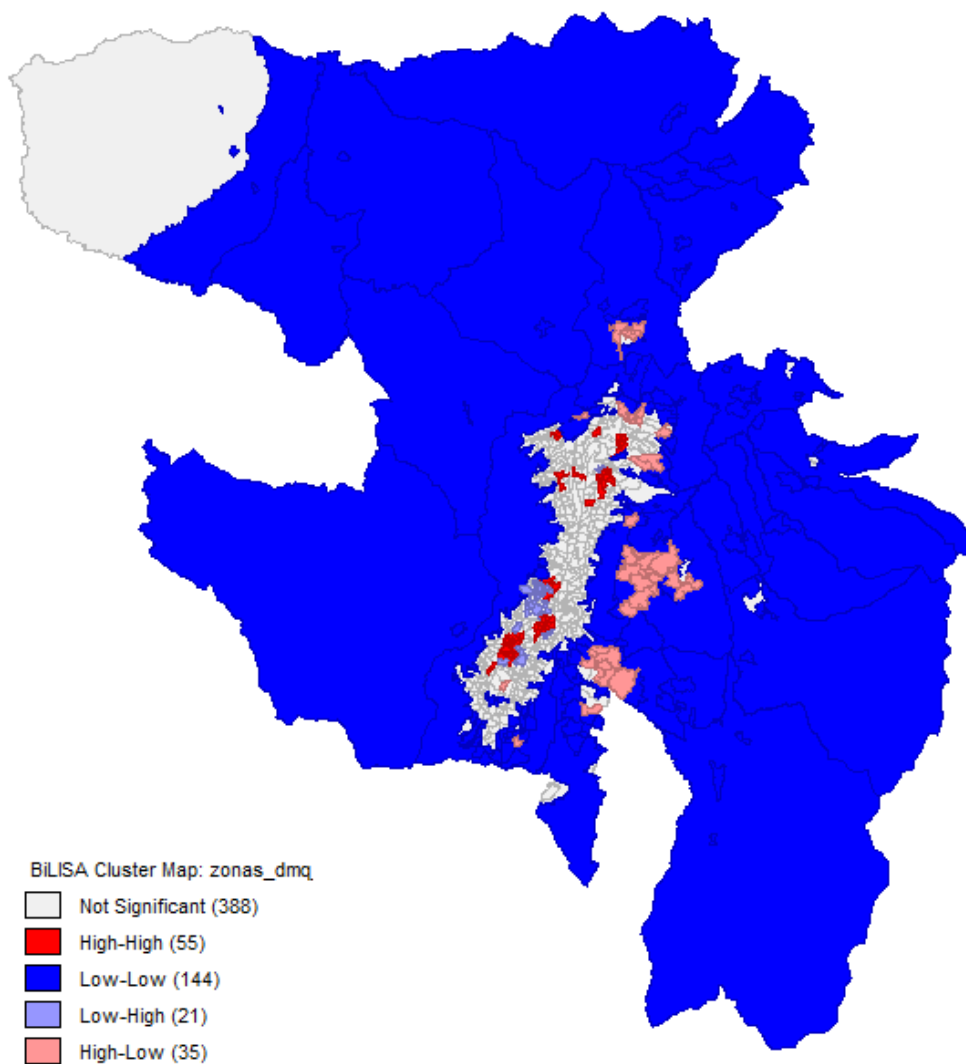 BiLISA Cluster Map: zonas_dmq
Not Significant (388)
High-High (55)
Low-Low (144)
Low-High (21)
High-Low (35)